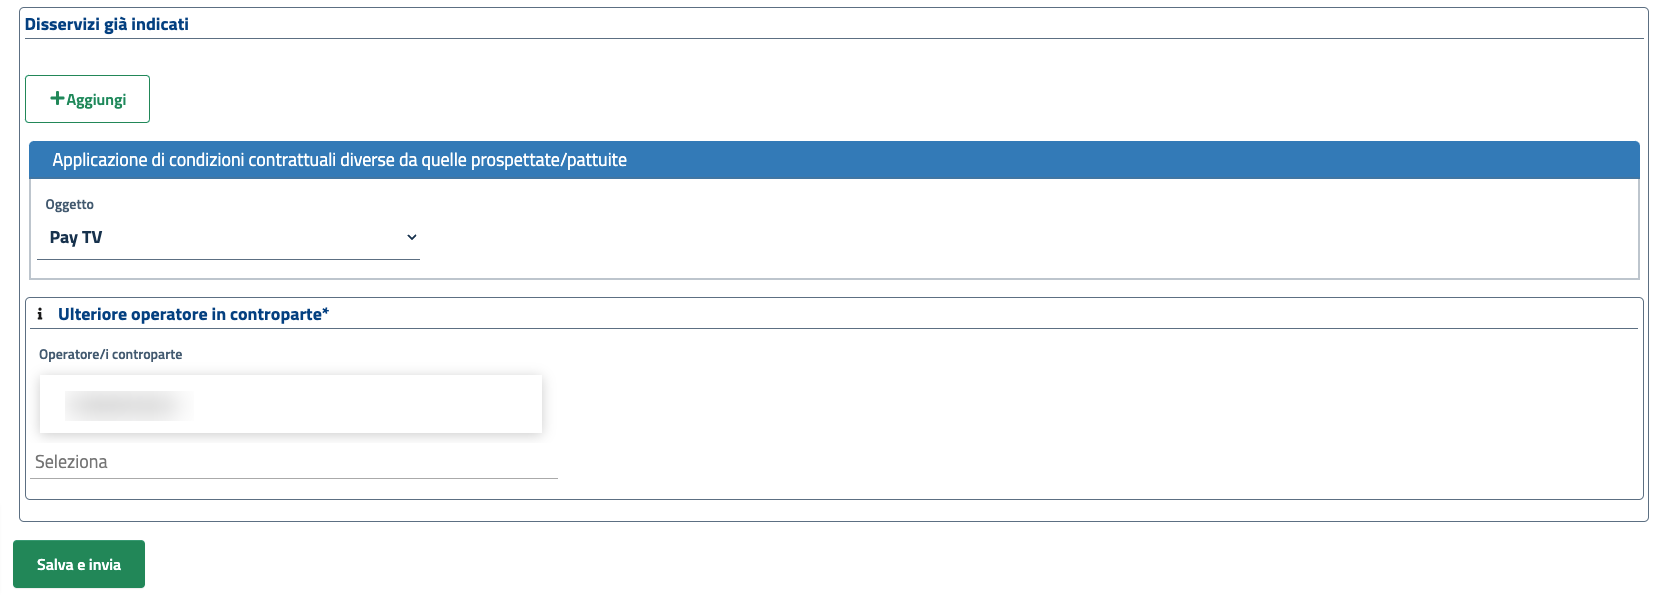 Disservizi già indicati
+Aggiungi
Applicazione di condizioni contrattuali diverse da quelle prospettate/pattuite
Oggetto
Pay TV
i Ulteriore operatore in controparte*
Operatore/i controparte
Seleziona
Salva e invia